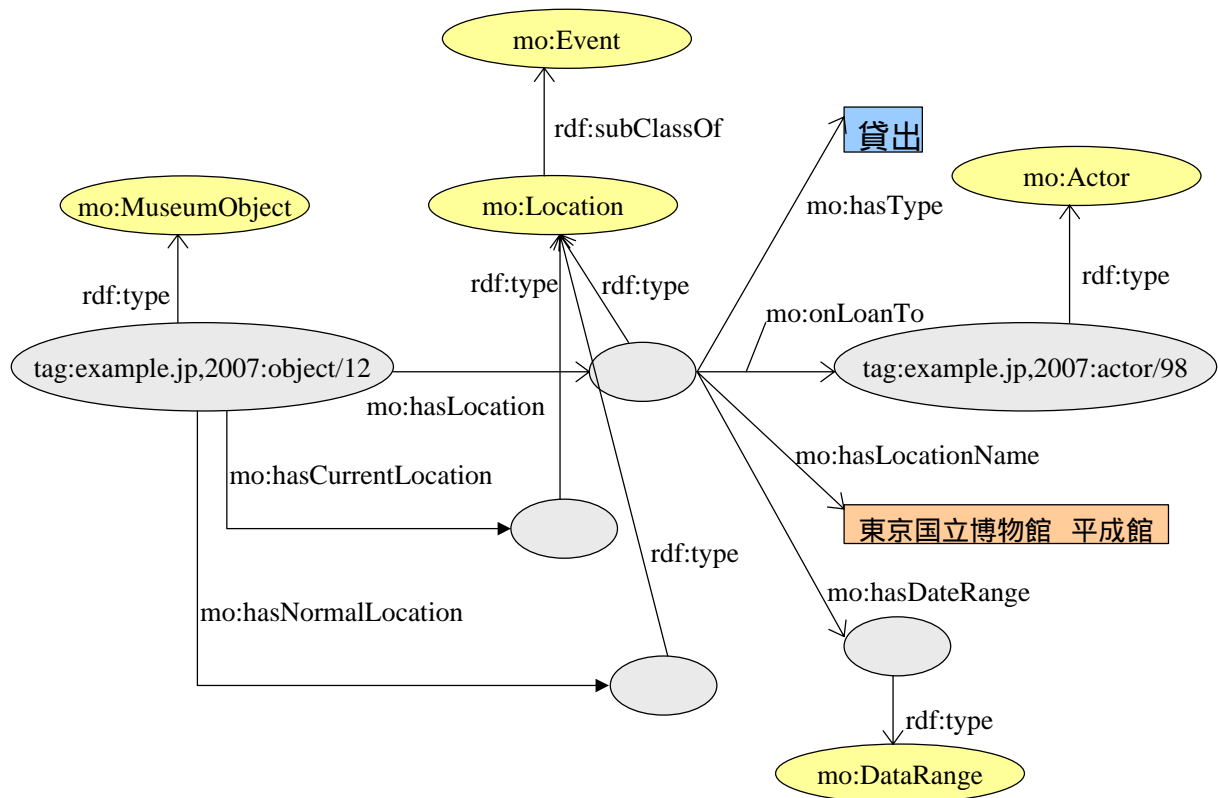 mo:Event
rdf:subClassOf
貸出
mo:Actor
mo:MuseumObject
mo:Location
mo:hasType
rdf:type
rdf:type
rdf:type
rdf:type
mo:onLoanTo
tag:example.jp,2007:object/12
tag:example.jp,2007:actor/98
mo:hasLocation
mo:hasLocationName
mo:hasCurrentLocation
東京国立博物館 平成館
rdf:type
mo:hasDateRange
mo:hasNormalLocation
rdf:type
mo:DataRange